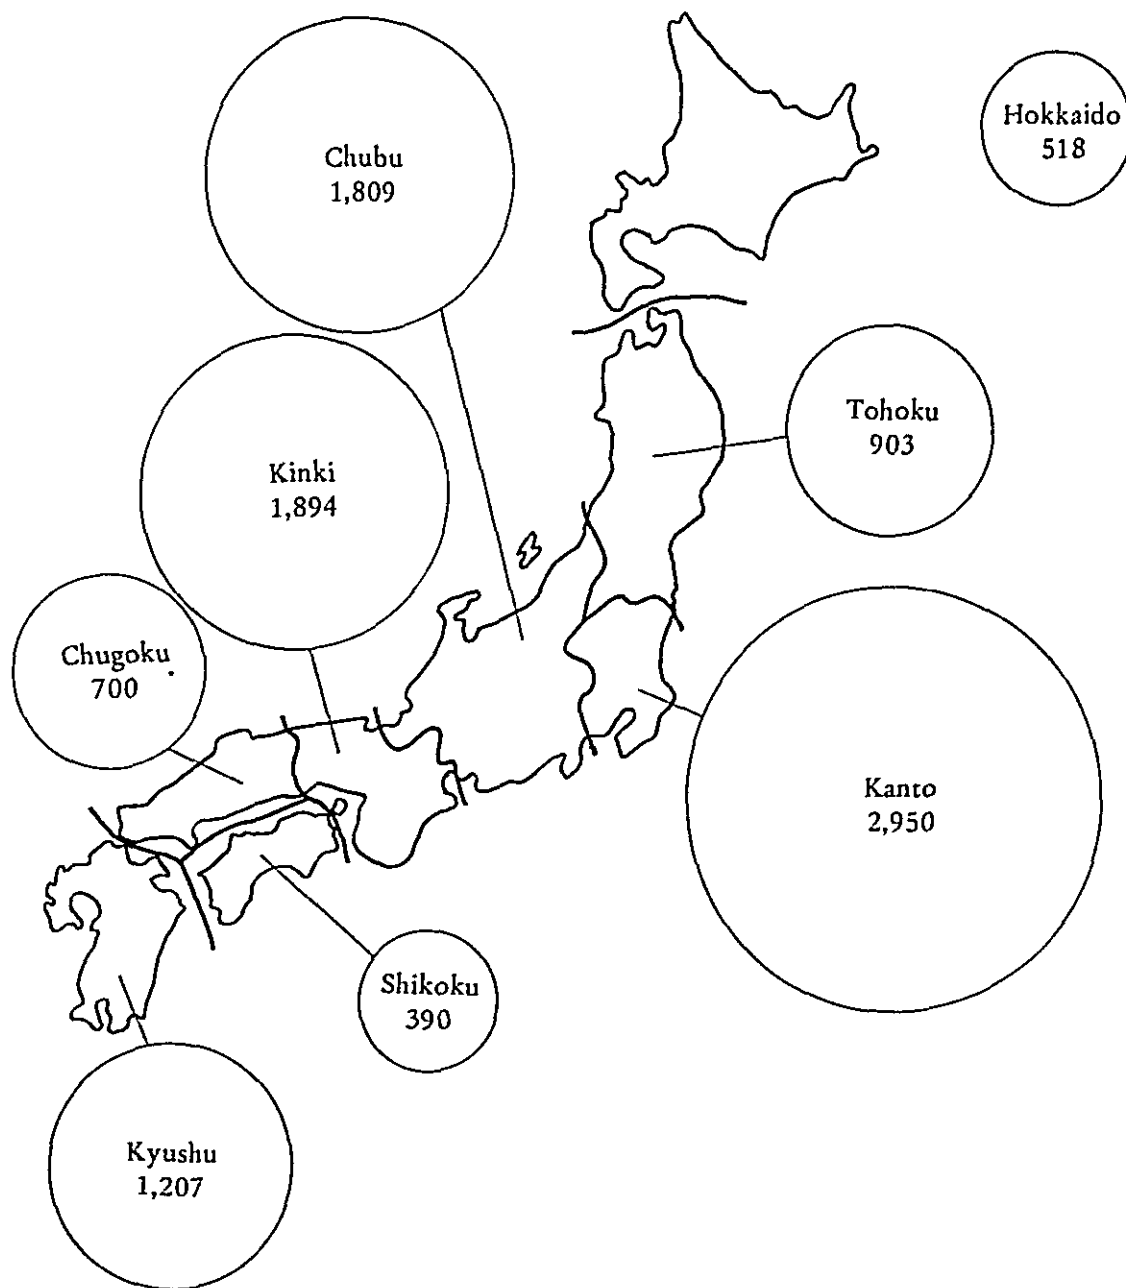 Hokkaido
518
Chubu
1,809
Tohoku
903
Kinki
1,894
Chugoku
700
Kanto
2,950
Shikoku
390
Kyushu
1,207